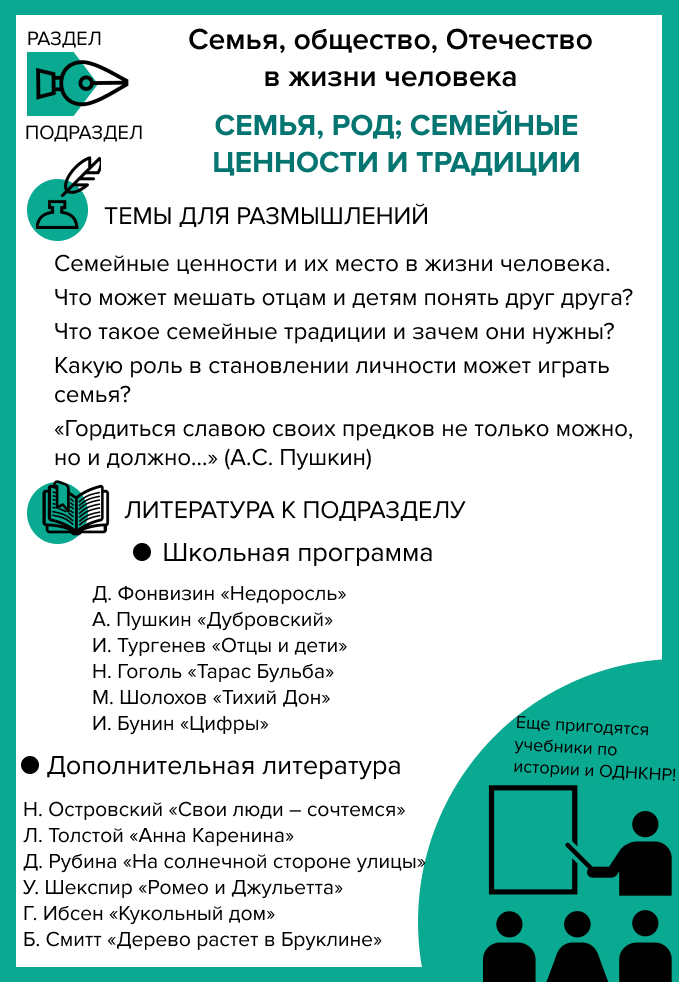 РАЗДЕЛ
Семья, общество, Отечество
в жизни человека
ПОДРАЗДЕЛ
СЕМЬЯ, РОД; СЕМЕЙНЫЕ
ЦЕННОСТИ И ТРАДИЦИИ
ТЕМЫ ДЛЯ РАЗМЫШЛЕНИЙ
Семейные ценности и их место в жизни человека.
Что может мешать отцам и детям понять друг друга?
Что такое семейные традиции и зачем они нужны?
Какую роль в становлении личности может играть
семья?
«Гордиться славою своих предков не только можно,
но и должно...» (А.С. Пушкин)
ЛИТЕРАТУРА К ПОДРАЗДЕЛУ
● Школьная программа
Д. Фонвизин «Недоросль»
А. Пушкин «Дубровский»
И. Тургенев «Отцы и дети»
Н. Гоголь «Тарас Бульба»
М. Шолохов «Тихий Дон»
И. Бунин «Цифры»
● Дополнительная литература
Н. Островский «Свои люди – сочтемся»
Л. Толстой «Анна Каренина»
Д. Рубина «На солнечной стороне улицы»
У. Шекспир «Ромео и Джульетта»
Г. Ибсен «Кукольный дом»
Б. Смитт «Дерево растет в Бруклине»
Еще пригодятся
учебники по
истории и ОДНКНР!